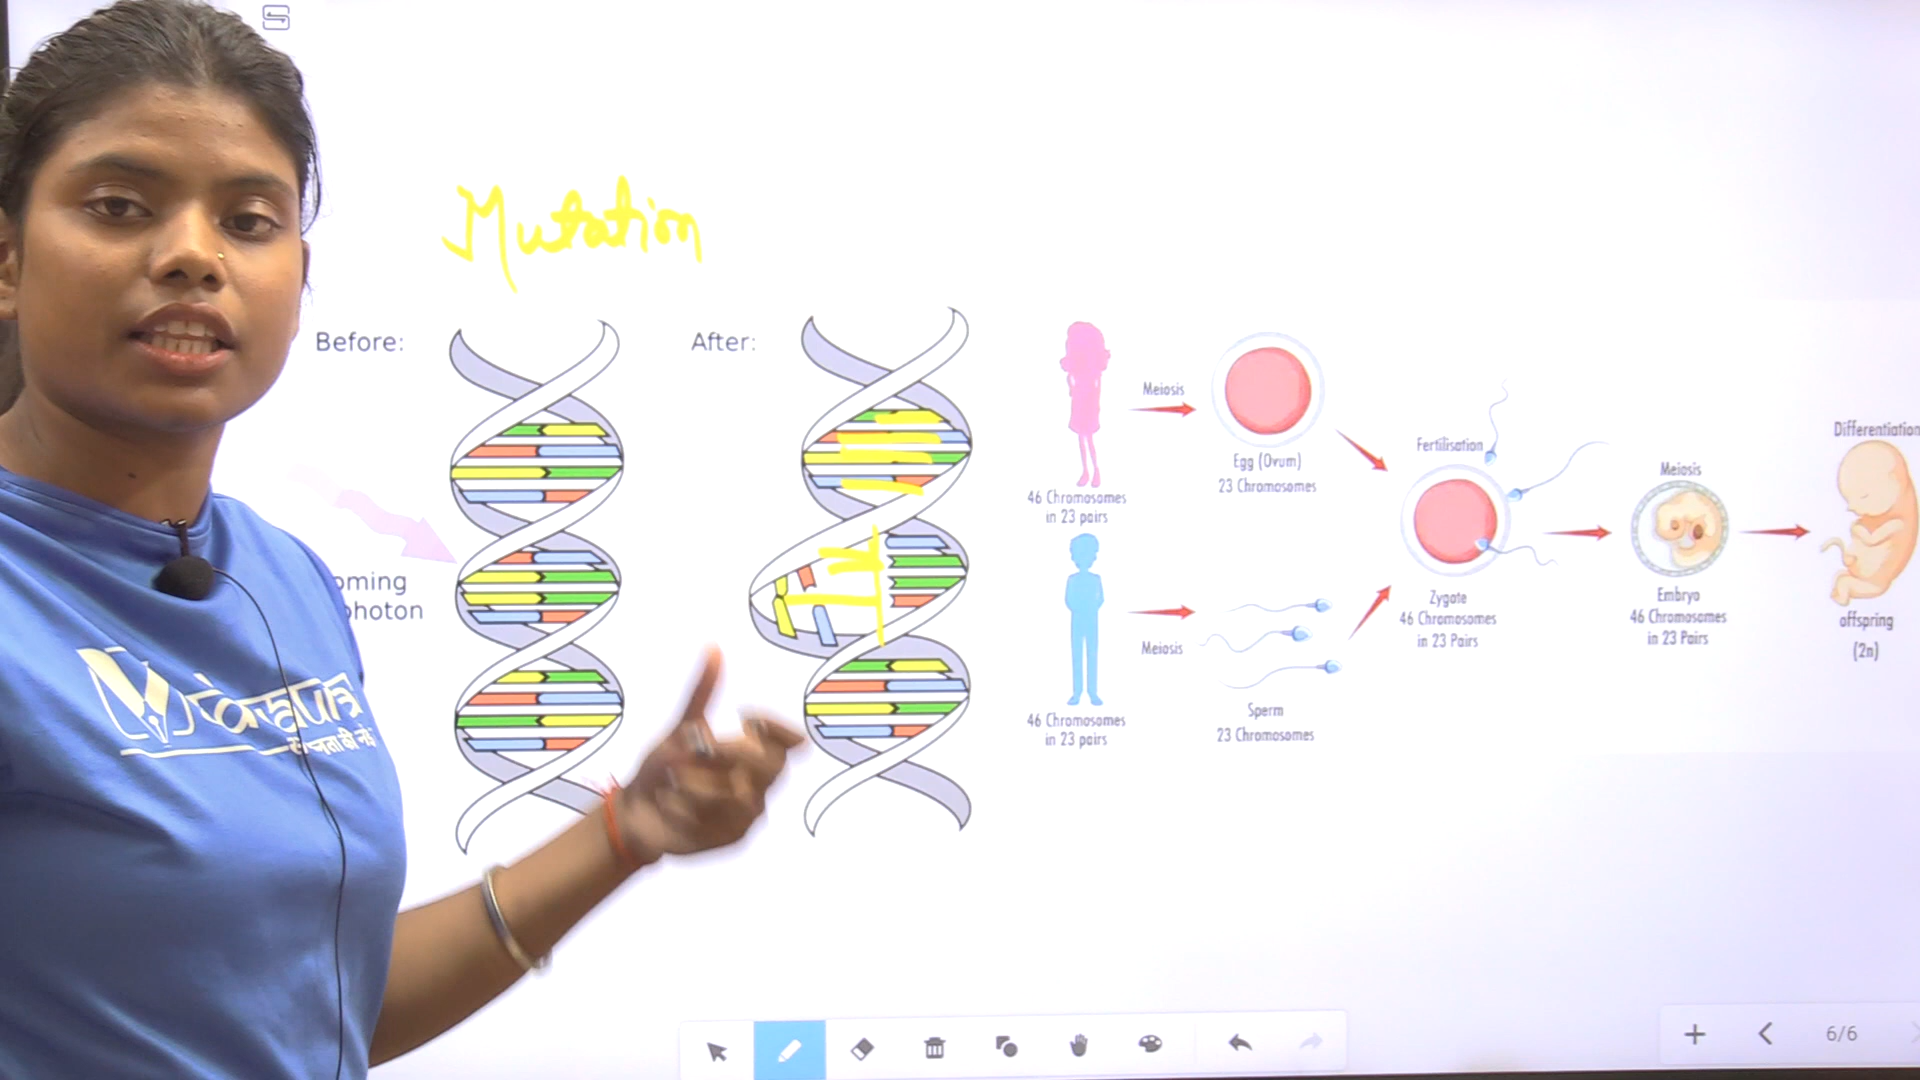 Mutation
Before:
After:
oming
photon
Meiosis
Egg (Ovum)
23 Chromosomes
46 Chromosomes
in 23 pairs
Meiosis
Sperm
23 Chromosomes
46 Chromosomes
in 23 pairs
Fertilisation
Zygote
46 Chromosomes
in 23 Pairs
Meiosis
Embryo
46 Chromosomes
in 23 Pairs
Differentiation
offspring
(2n)
6/6